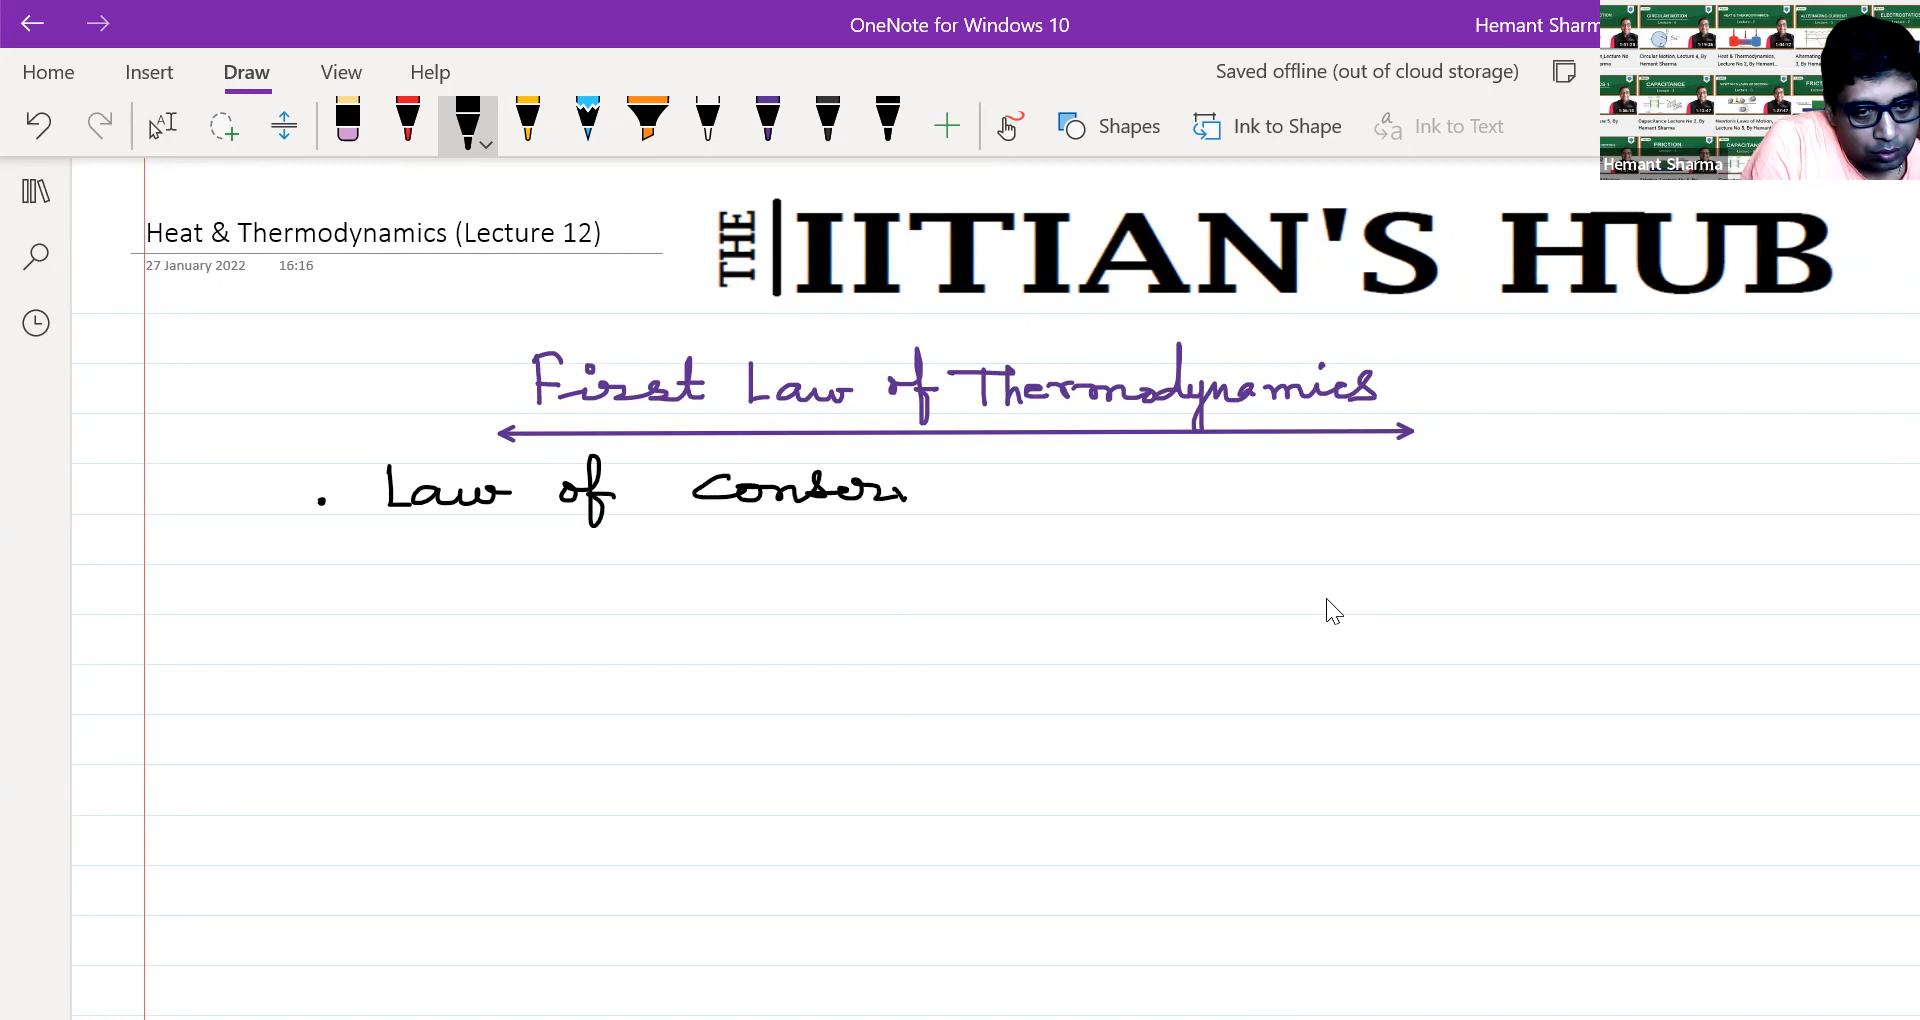 OneNote for Windows 10
Hemant Sharm
Home Insert Draw View Help
Saved offline (out of cloud storage)
Shapes Ink to Shape Ink to Text
Hemant Sharma
Heat & Thermodynamics (Lecture 12)
27 January 2022 16:16
THE IITIAN'S HUB
First Law of Thermodynamics
. Law of Conserv